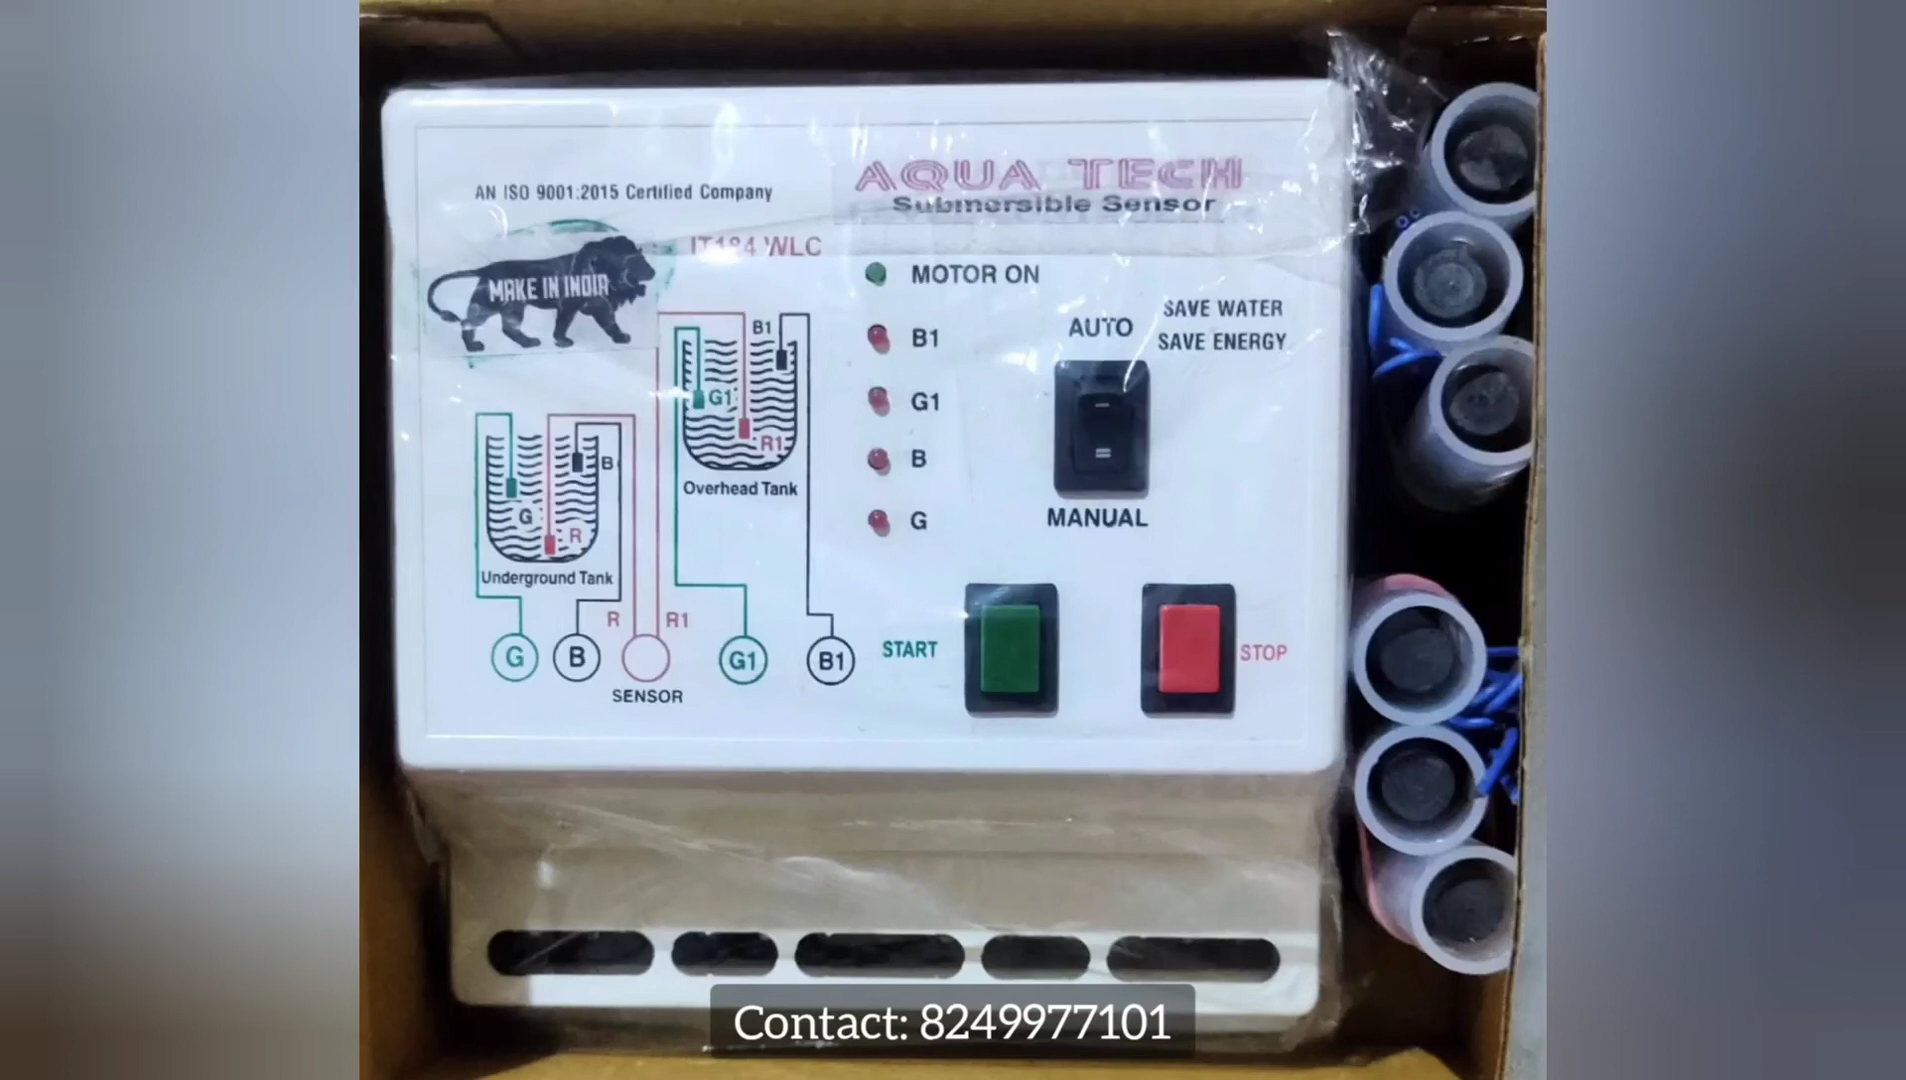 AN ISO 9001:2015 Certified Company
AQUA TECH
Submersible Sensor
IT184 WLC
MAKE IN INDIA
MOTOR ON
B1
G1
B
G
AUTO
SAVE WATER
SAVE ENERGY
MANUAL
START
STOP
B1
G1
R1
Overhead Tank
B
G
R
Underground Tank
R
R1
G
B
SENSOR
G1
B1
Contact: 8249977101